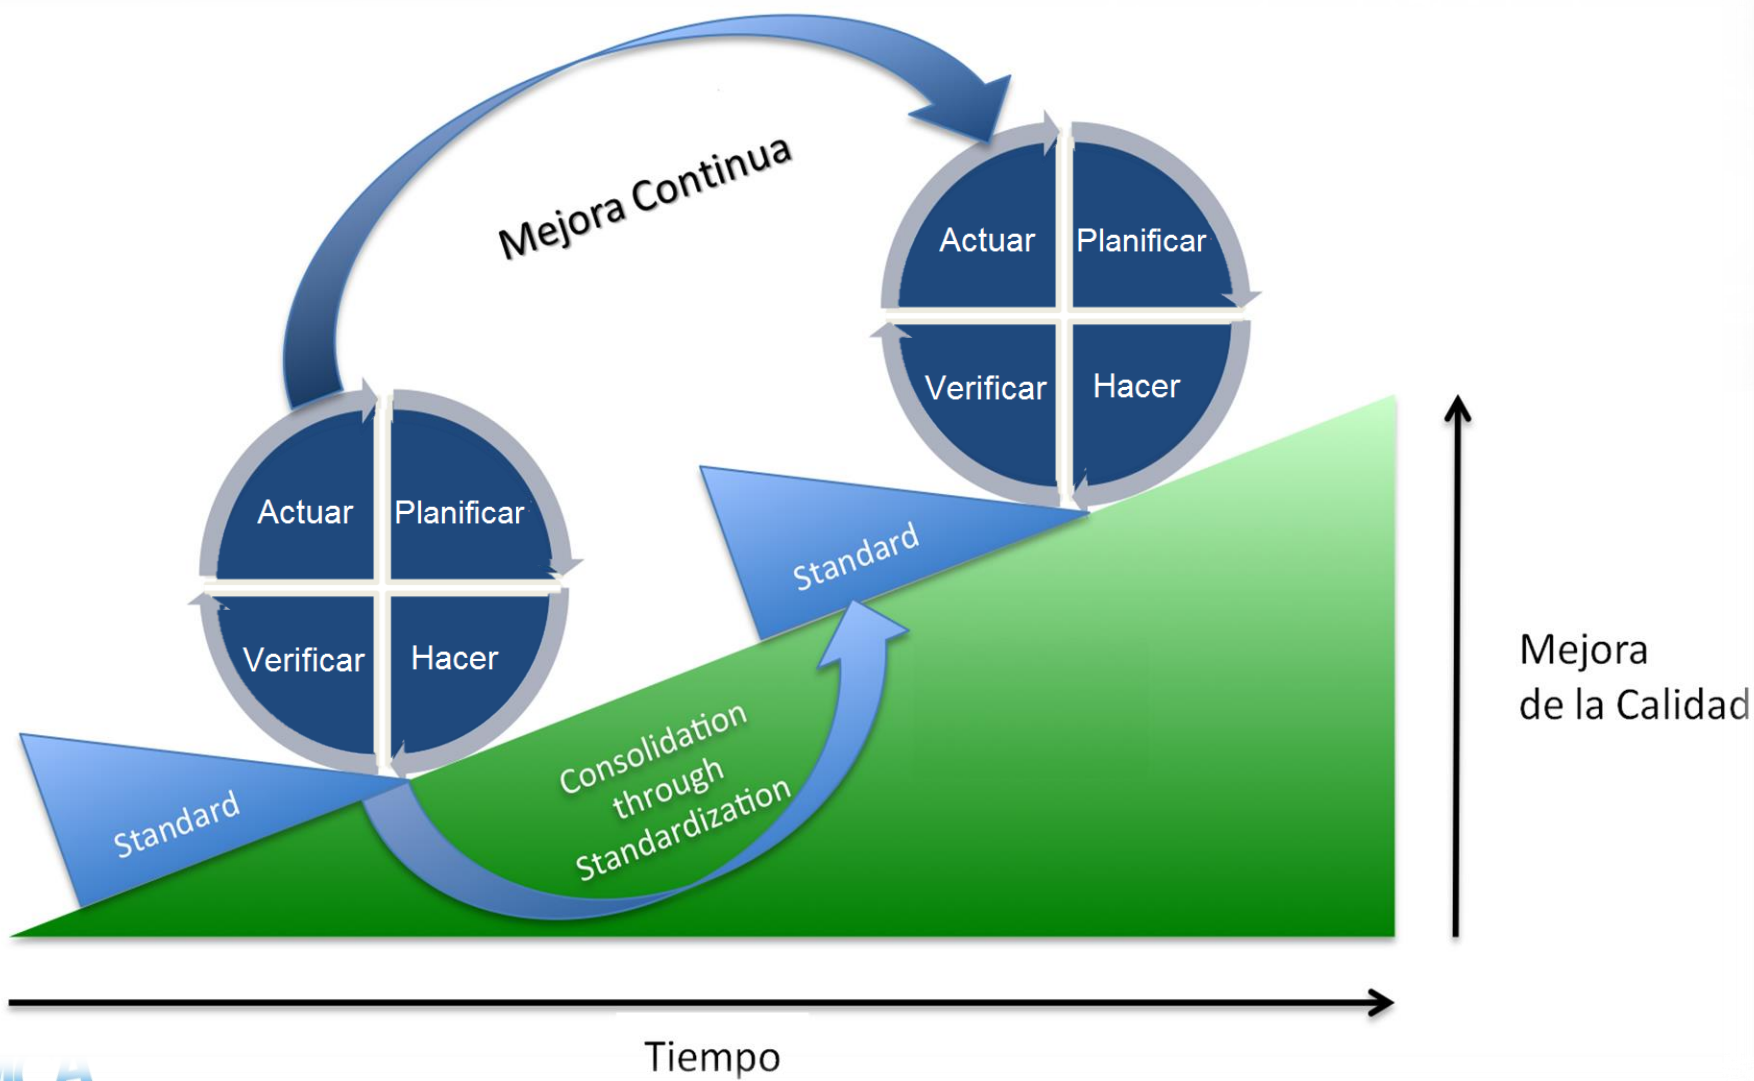 Mejora Continua
Actuar
Planificar
Verificar
Hacer
Actuar
Planificar
Verificar
Hacer
Standard
Standard
Consolidation
through
Standardization
Mejora
de la Calidad
Tiempo